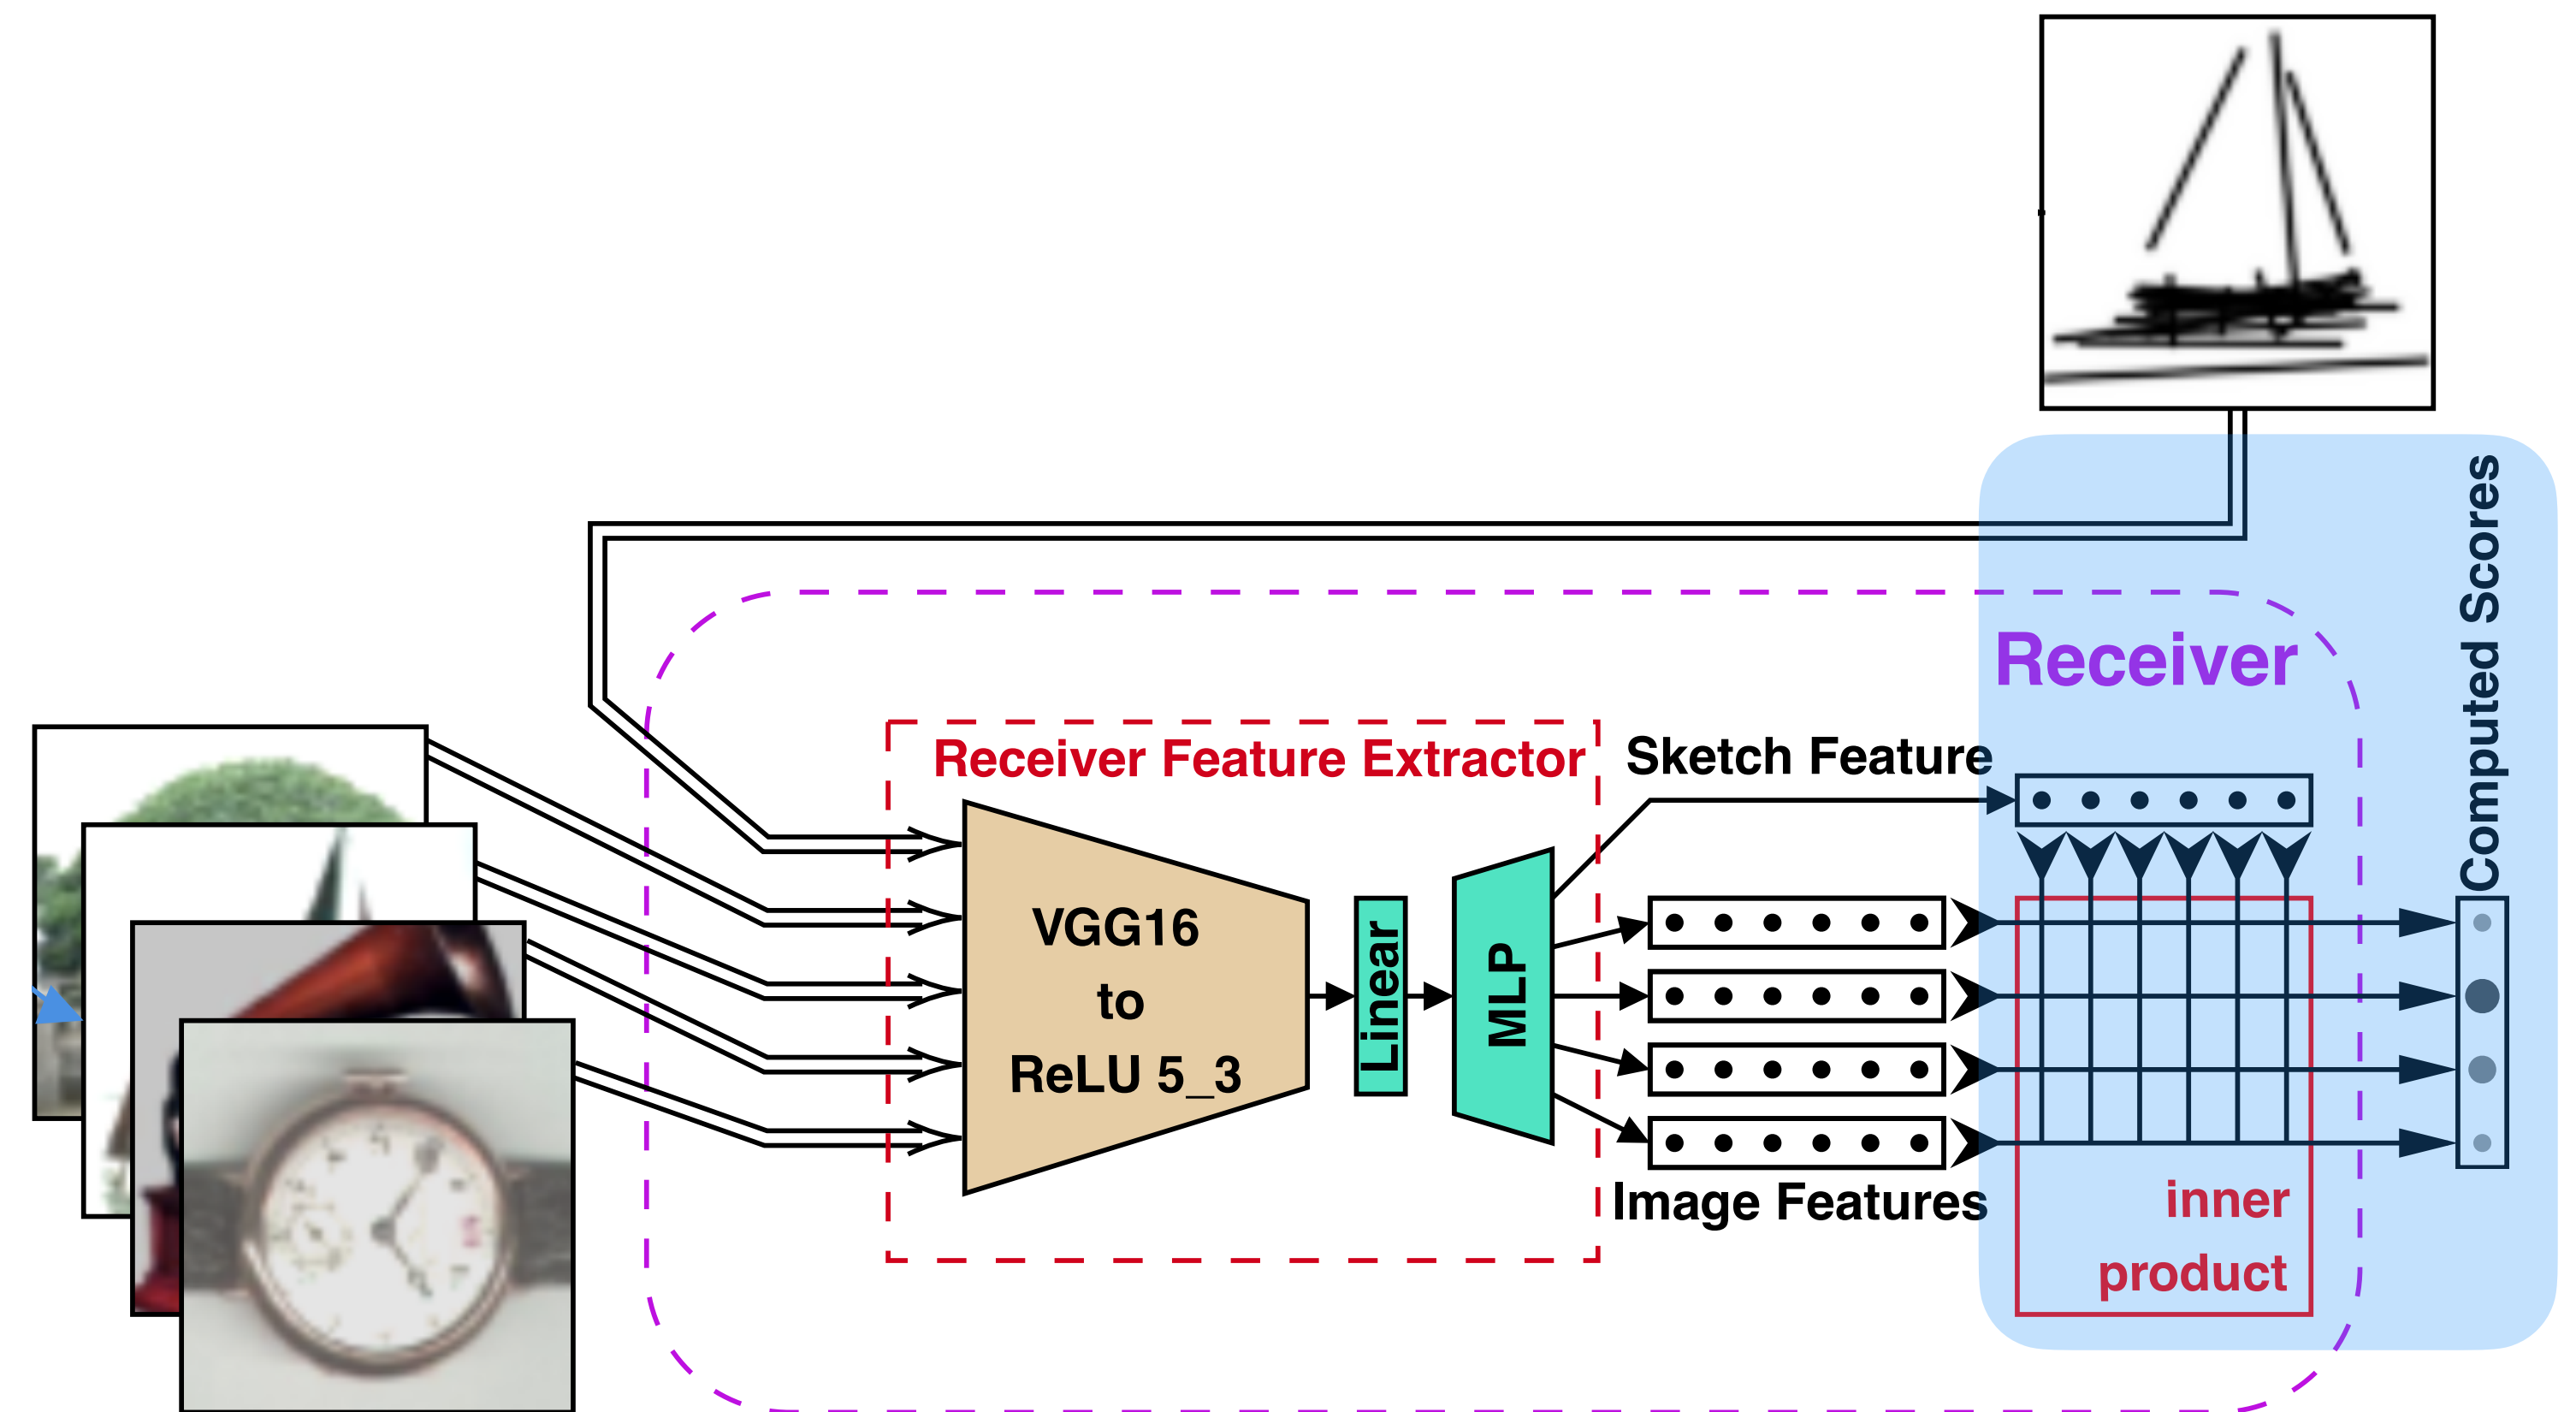 Computed Scores
Receiver
Receiver Feature Extractor
Sketch Feature
VGG16
to
ReLU 5_3
Linear
MLP
Image Features
inner
product